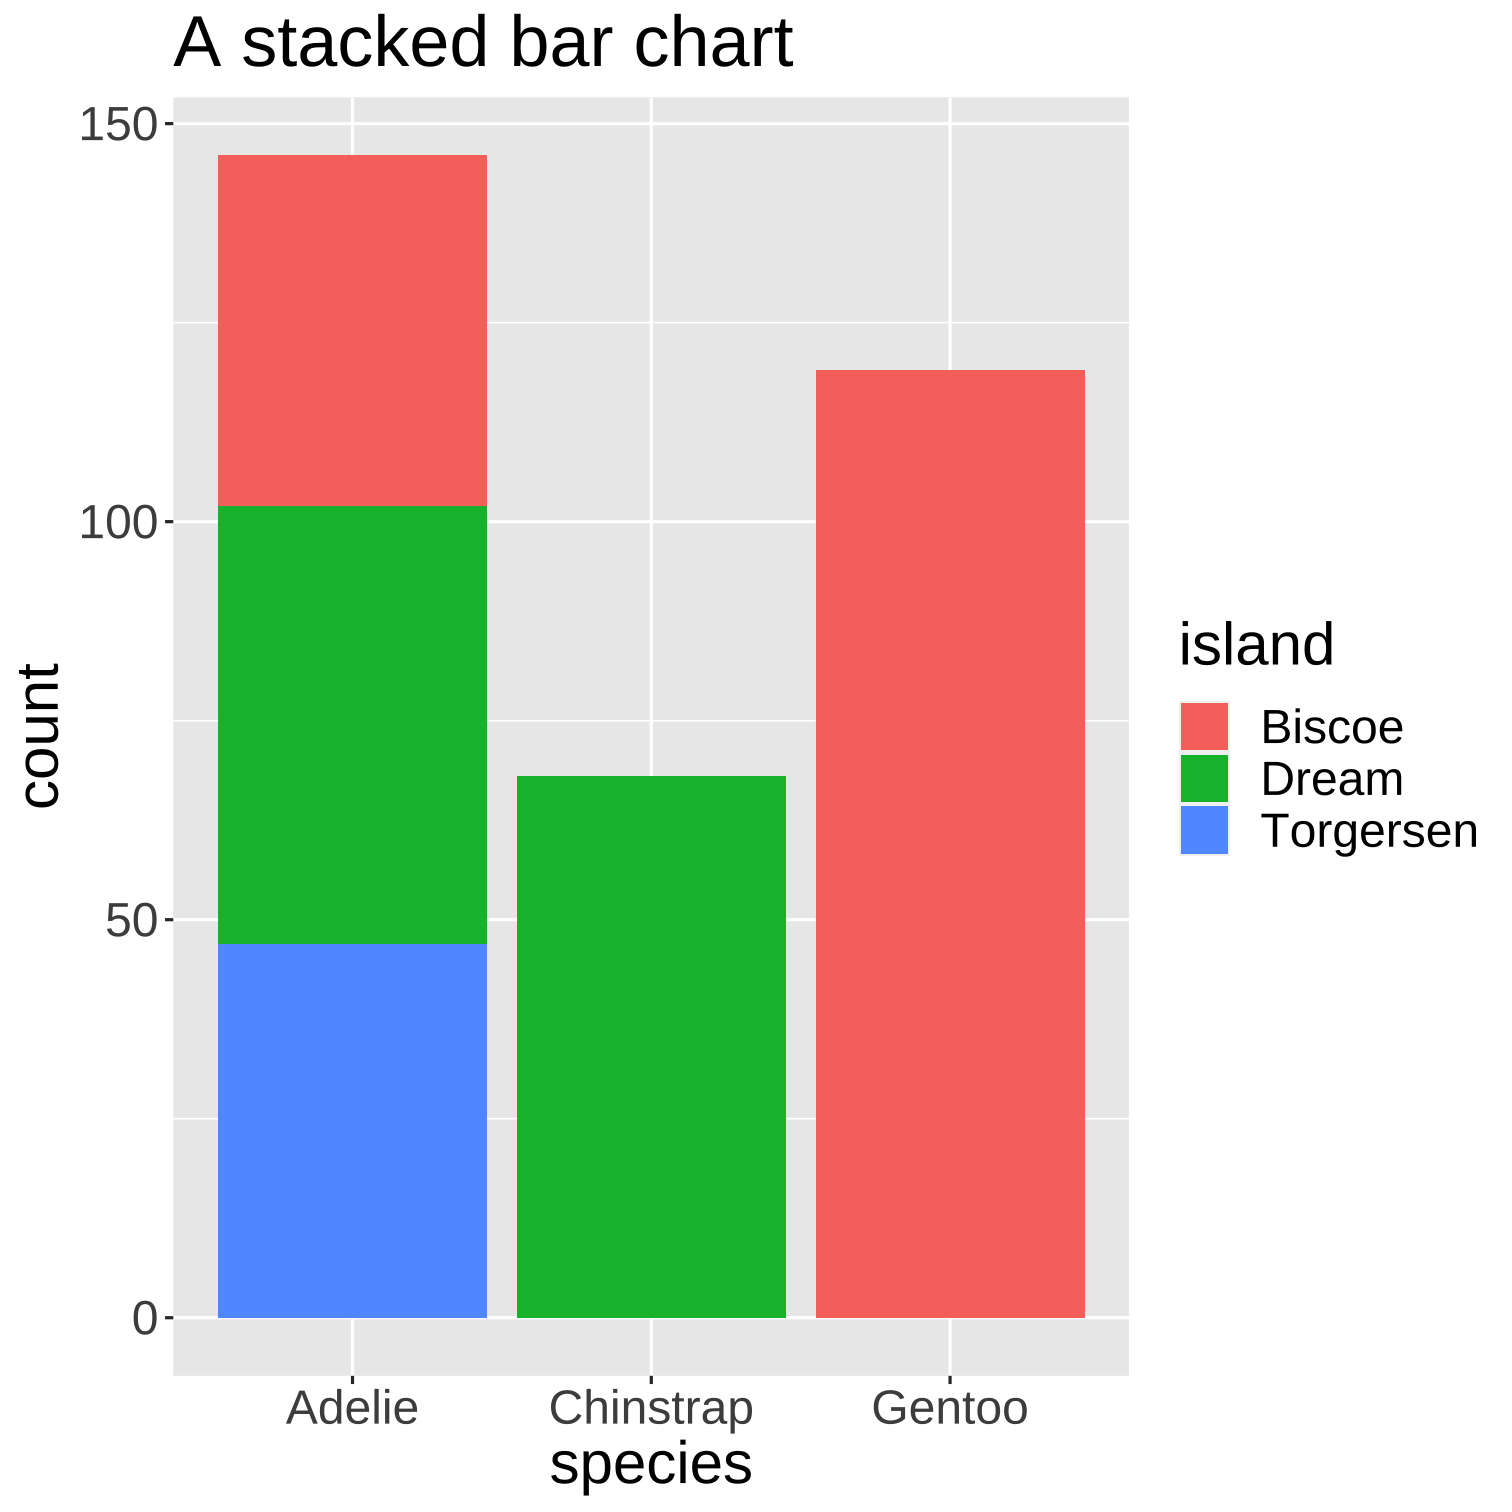 A stacked bar chart
150
100
50
0
count
Adelie Chinstrap Gentoo
species
island
Biscoe
Dream
Torgersen